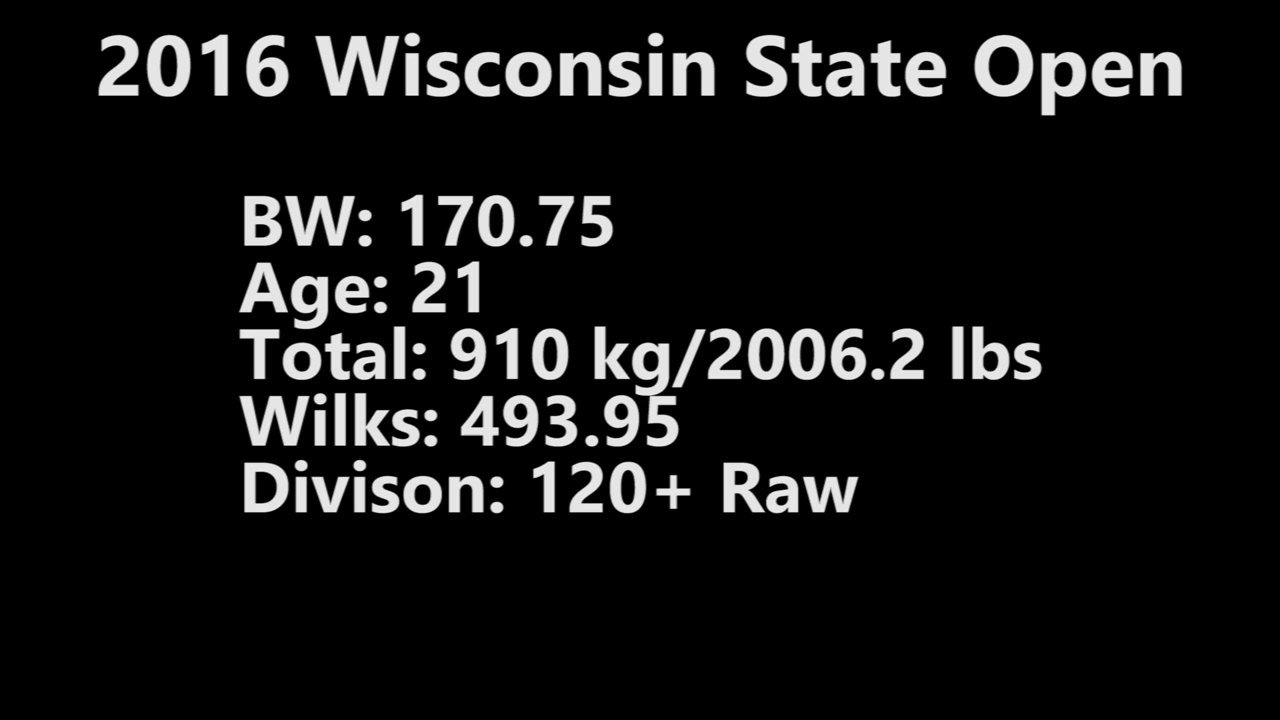 2016 Wisconsin State Open
BW: 170.75
Age: 21
Total: 910 kg/2006.2 lbs
Wilks: 493.95
Divison: 120+ Raw